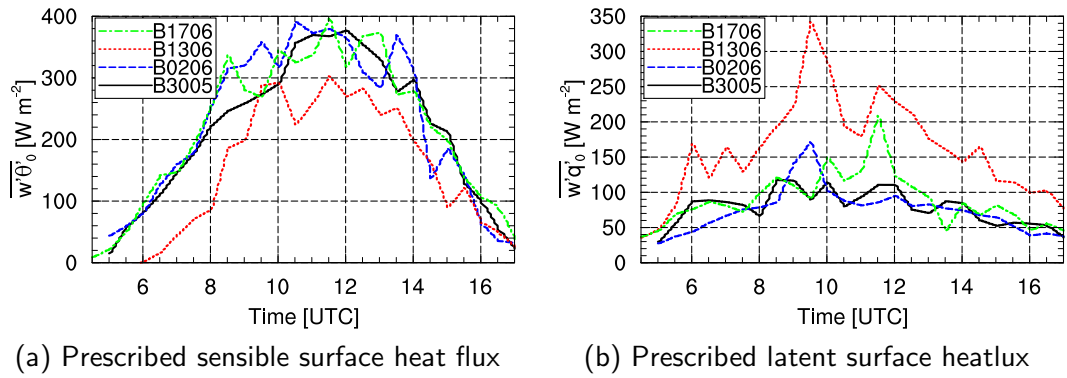 400
300
200
100
0
w'θ'₀ [W m⁻²]
B1706
B1306
B0206
B3005
6 8 10 12 14 16
Time [UTC]
(a) Prescribed sensible surface heat flux
350
300
250
200
150
100
50
0
w'q'₀ [W m⁻²]
B1706
B1306
B0206
B3005
6 8 10 12 14 16
Time [UTC]
(b) Prescribed latent surface heatlux